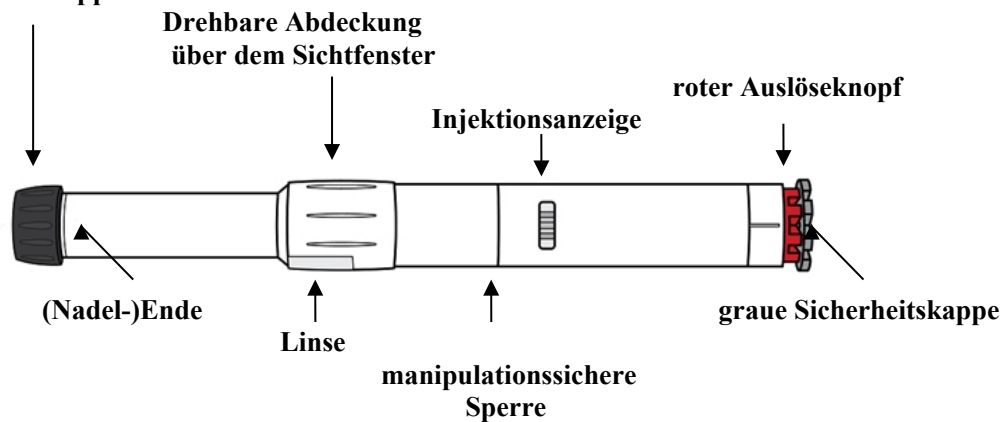 Drehbare Abdeckung
über dem Sichtfenster
roter Auslöseknopf
Injektionsanzeige
(Nadel-)Ende
graue Sicherheitskappe
Linse
manipulationssichere
Sperre